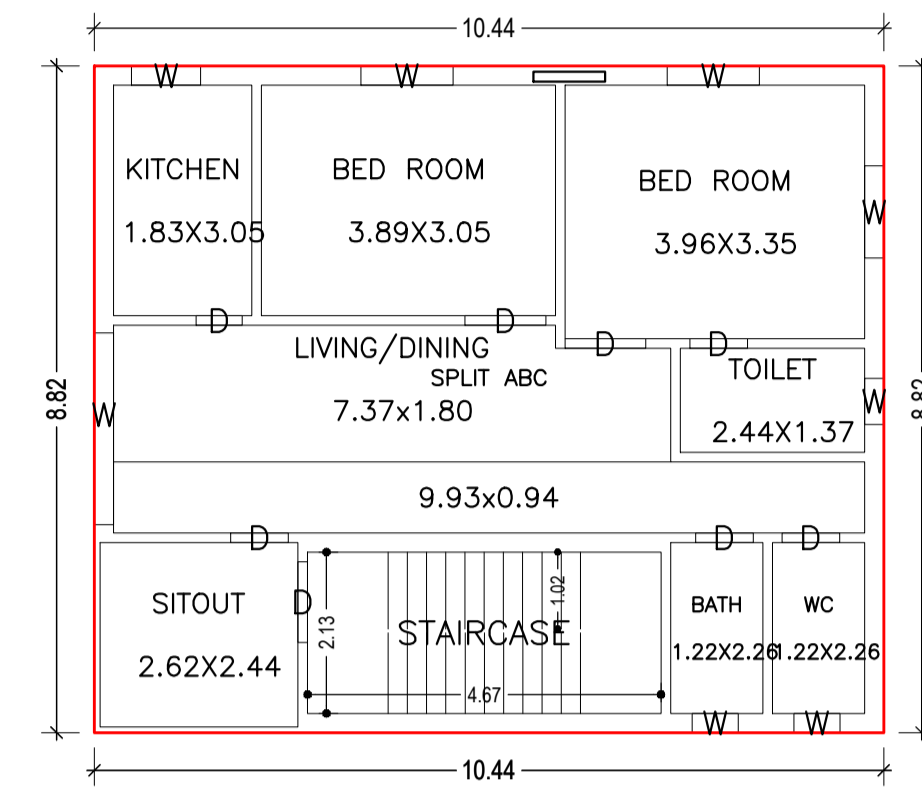 10.44
W W W
KITCHEN
1.83X3.05
BED ROOM
3.89X3.05
BED ROOM
3.96X3.35
W
D D
D D
8.82
8.82
LIVING/DINING
SPLIT ABC
7.37x1.80
W
TOILET
2.44X1.37
W
9.93x0.94
D D D
SITOUT
2.62X2.44
D
2.13
STAIRCASE
1.02
4.67
BATH
1.22X2.26
WC
1.22X2.26
W W
10.44